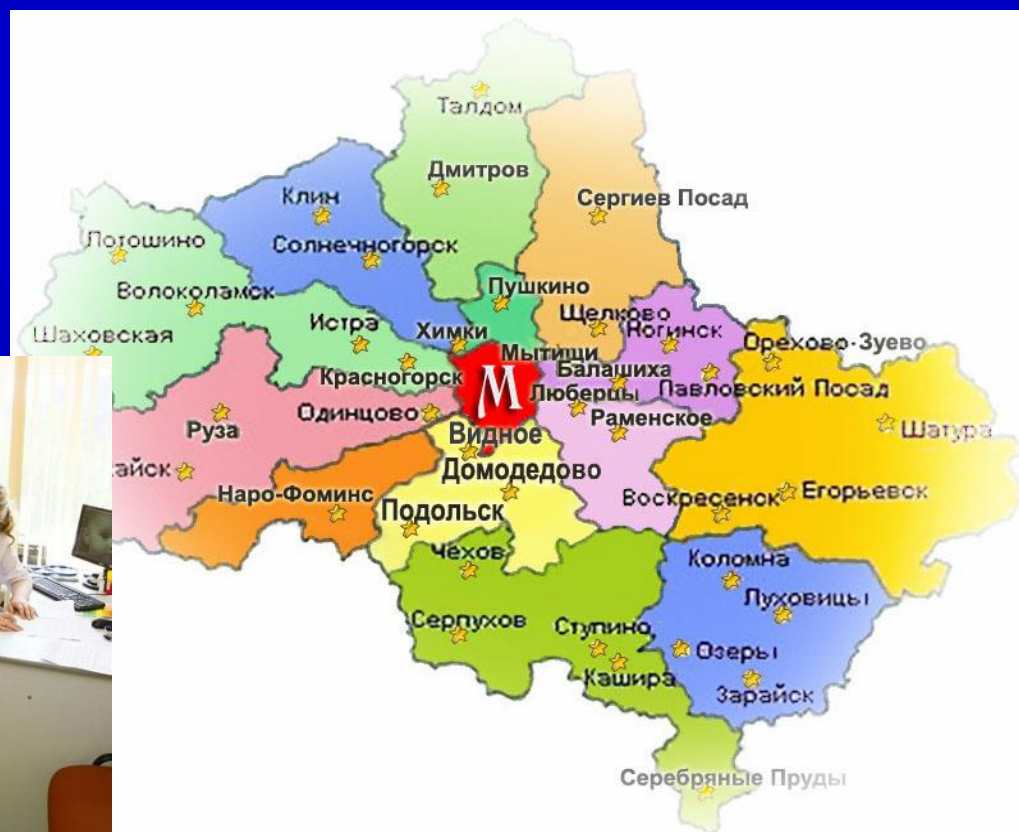 Талдом
Дмитров
Клин
Сергиев Посад
Лотошино
Солнечногорск
Пушкино
Волоколамск
Щелково
Истра
Химки
Ногинск
Шаховская
Орехово-Зуево
Мытищи
Балашиха
Красногорск
М
Люберцы
Павловский Посад
Одинцово
Раменское
Руза
Видное
Шатура
айск
Домодедово
Наро-Фоминс
Воскресенск
Егорьевск
Подольск
Чехов
Коломна
Луховицы
Серпухов
Ступино
Озеры
Кашира
Зарайск
Серебряные Пруды